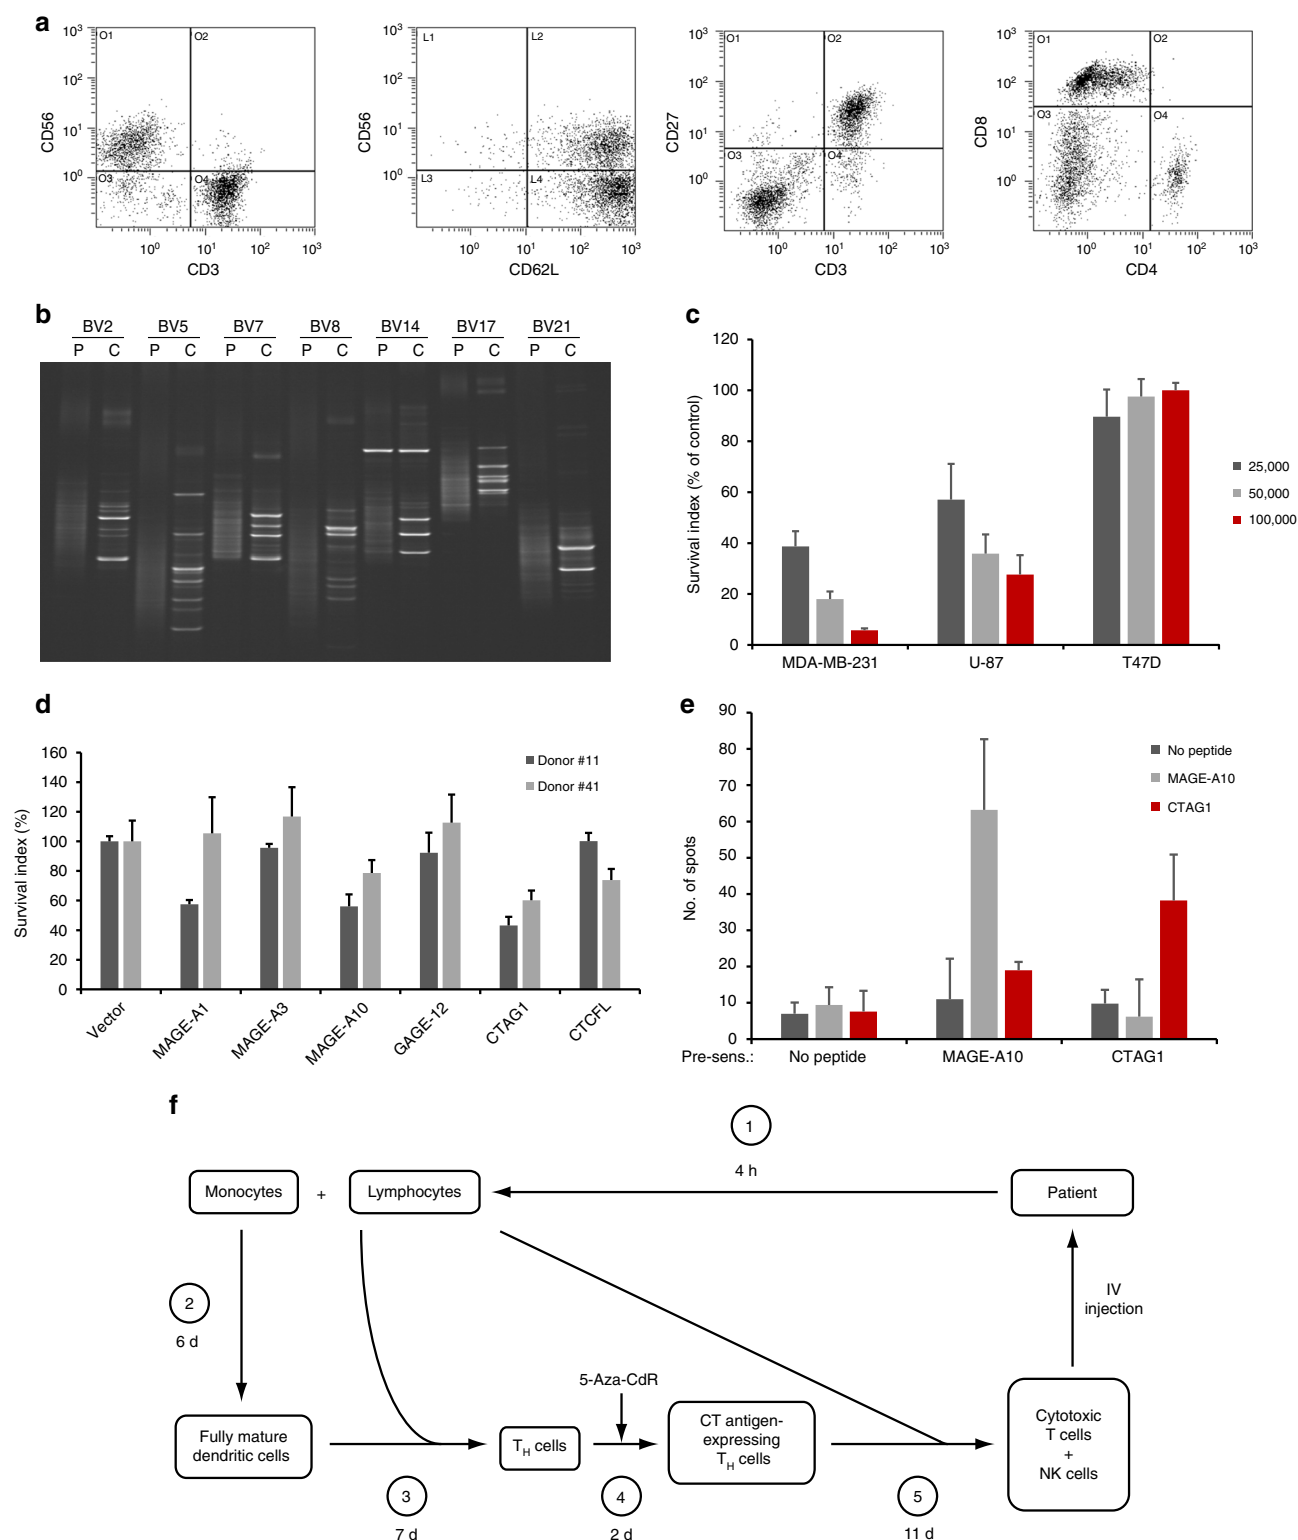 a
10³
10²
10¹
10⁰
CD56
O1
O2
O3
O4
10⁰ 10¹ 10² 10³
CD3
10³
10²
10¹
10⁰
CD56
L1
L2
L3
L4
10⁰ 10¹ 10² 10³
CD62L
10³
10²
10¹
10⁰
CD27
O1
O2
O3
O4
10⁰ 10¹ 10² 10³
CD3
10³
10²
10¹
10⁰
CD8
O1
O2
O3
O4
10⁰ 10¹ 10² 10³
CD4
b
BV2 BV5 BV7 BV8 BV14 BV17 BV21
P C P C P C P C P C P C P C
c
Survival index (% of control)
120
100
80
60
40
20
0
MDA-MB-231 U-87 T47D
25,000
50,000
100,000
d
Survival index (%)
160
140
120
100
80
60
40
20
0
Donor #11
Donor #41
Vector
MAGE-A1
MAGE-A3
MAGE-A10
GAGE-12
CTAG1
CTCFL
e
No. of spots
90
80
70
60
50
40
30
20
10
0
No peptide
MAGE-A10
CTAG1
Pre-sens.: No peptide MAGE-A10 CTAG1
f
1
4 h
Monocytes + Lymphocytes
Patient
2
6 d
IV
injection
5-Aza-CdR
Fully mature
dendritic cells
T_H cells
CT antigen-
expressing
T_H cells
Cytotoxic
T cells
+
NK cells
3
7 d
4
2 d
5
11 d